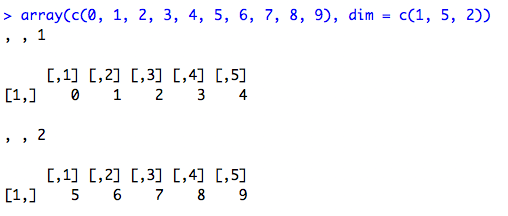 > array(c(0, 1, 2, 3, 4, 5, 6, 7, 8, 9), dim = c(1, 5, 2))
, , 1
     [,1] [,2] [,3] [,4] [,5]
[1,]    0    1    2    3    4
, , 2
     [,1] [,2] [,3] [,4] [,5]
[1,]    5    6    7    8    9